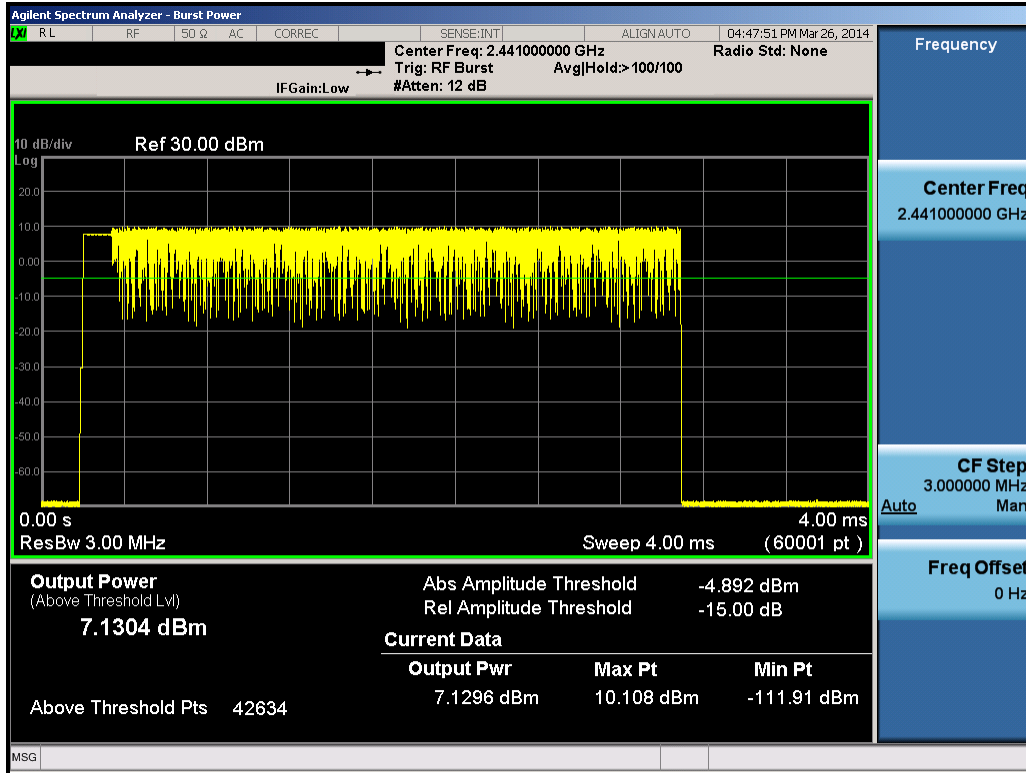 Agilent Spectrum Analyzer - Burst Power
LXI RL RF 50 Ω AC CORREC SENSE:INT ALIGN AUTO 04:47:51 PM Mar 26, 2014
Center Freq: 2.441000000 GHz Radio Std: None
Trig: RF Burst Avg|Hold:>100/100
IFGain:Low #Atten: 12 dB
10 dB/div Ref 30.00 dBm
Log
20.0
10.0
0.00
-10.0
-20.0
-30.0
-40.0
-50.0
-60.0
0.00 s 4.00 ms
ResBw 3.00 MHz Sweep 4.00 ms (60001 pt )
Output Power
(Above Threshold Lvl)
7.1304 dBm
Above Threshold Pts 42634
Abs Amplitude Threshold -4.892 dBm
Rel Amplitude Threshold -15.00 dB
Current Data
Output Pwr Max Pt Min Pt
7.1296 dBm 10.108 dBm -111.91 dBm
MSG
Frequency
Center Freq
2.441000000 GHz
CF Step
3.000000 MHz
Auto Man
Freq Offset
0 Hz